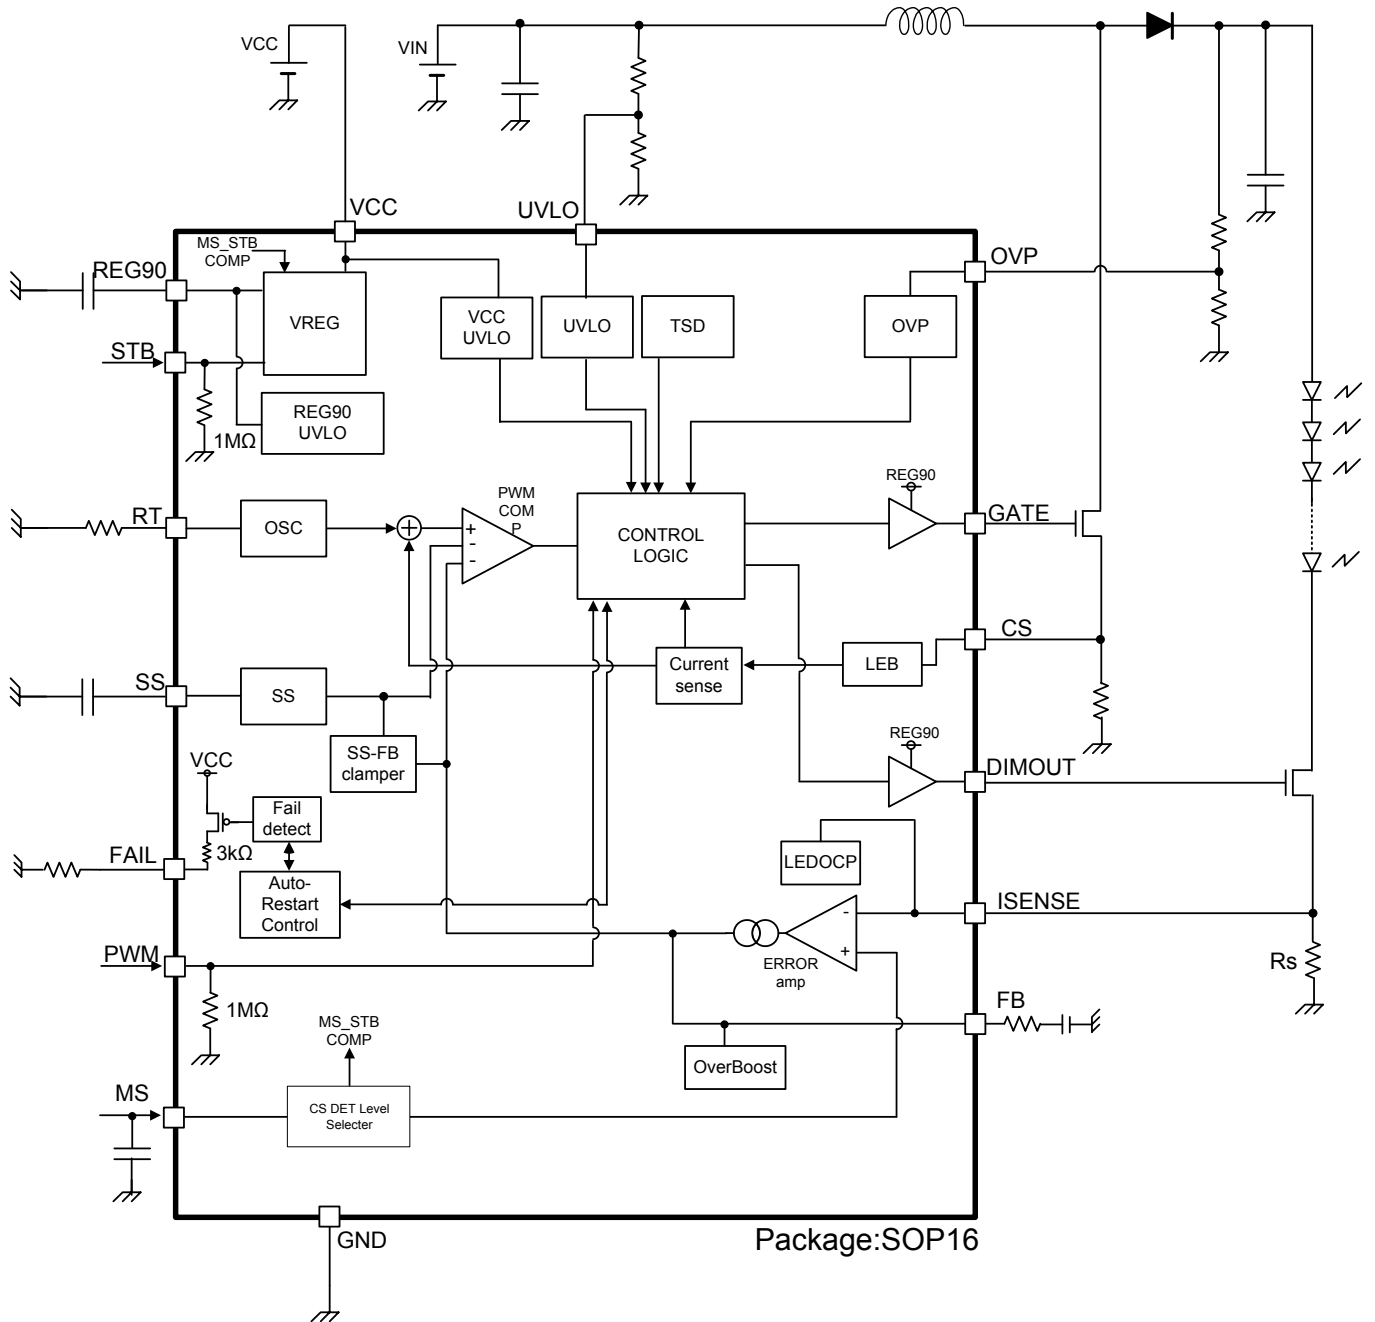 VCC
VIN
VCC
UVLO
MS_STB
COMP
REG90
VREG
VCC
UVLO
UVLO
TSD
OVP
OVP
STB
REG90
UVLO
1MΩ
RT
OSC
+
PWM
COM
P
+
-
-
CONTROL
LOGIC
REG90
GATE
CS
Current
sense
LEB
SS
SS
SS-FB
clamper
REG90
DIMOUT
VCC
Fail
detect
FAIL
3kΩ
Auto-
Restart
Control
LEDOCP
ISENSE
-
+
ERROR
amp
PWM
1MΩ
Rs
FB
OverBoost
MS_STB
COMP
MS
CS DET Level
Selecter
GND
Package:SOP16